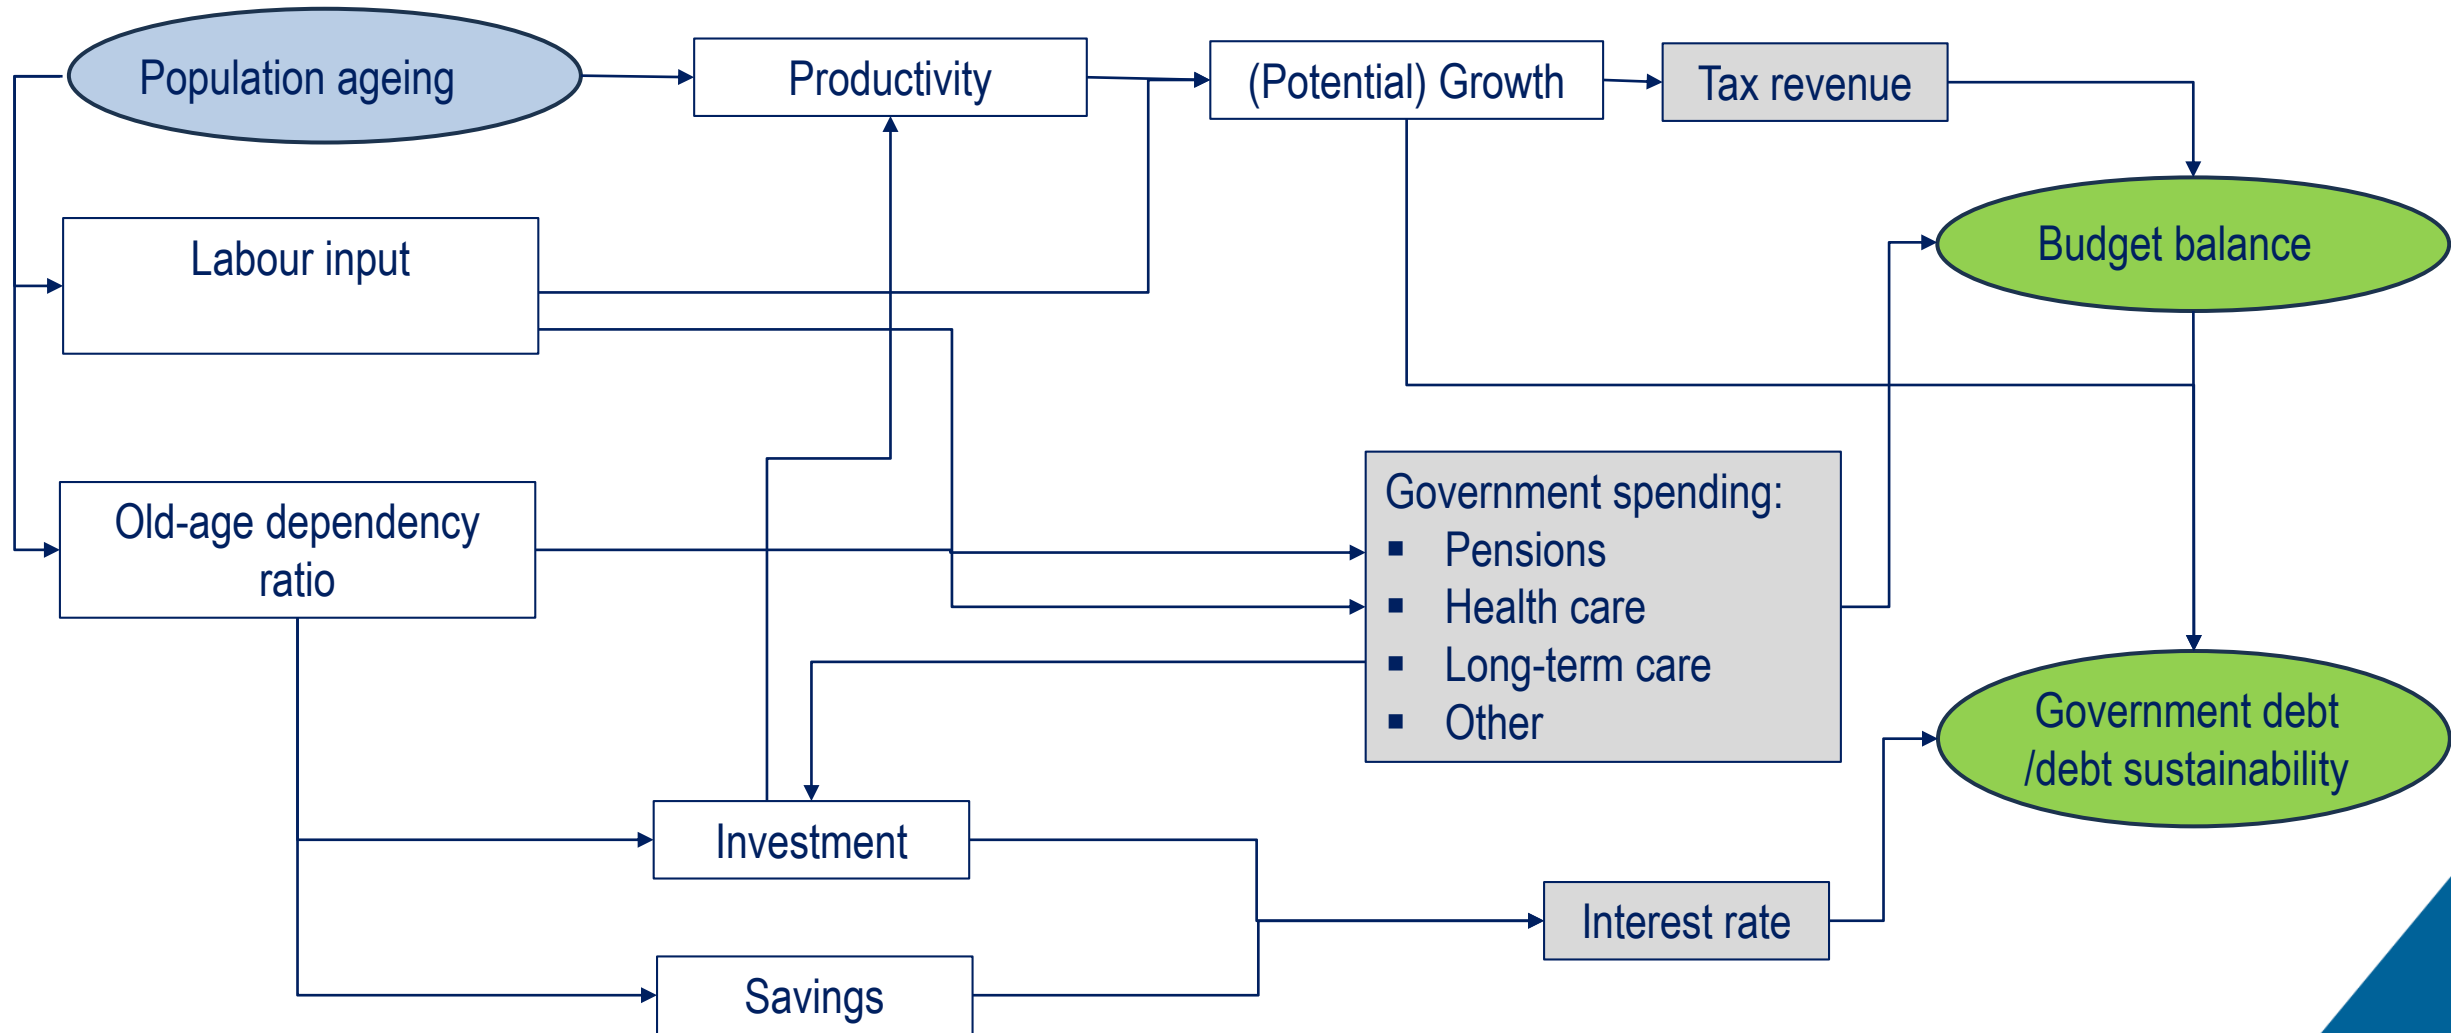 Population ageing
Productivity
(Potential) Growth
Tax revenue
Labour input
Budget balance
Old-age dependency
ratio
Government spending:
▪ Pensions
▪ Health care
▪ Long-term care
▪ Other
Government debt
/debt sustainability
Investment
Interest rate
Savings